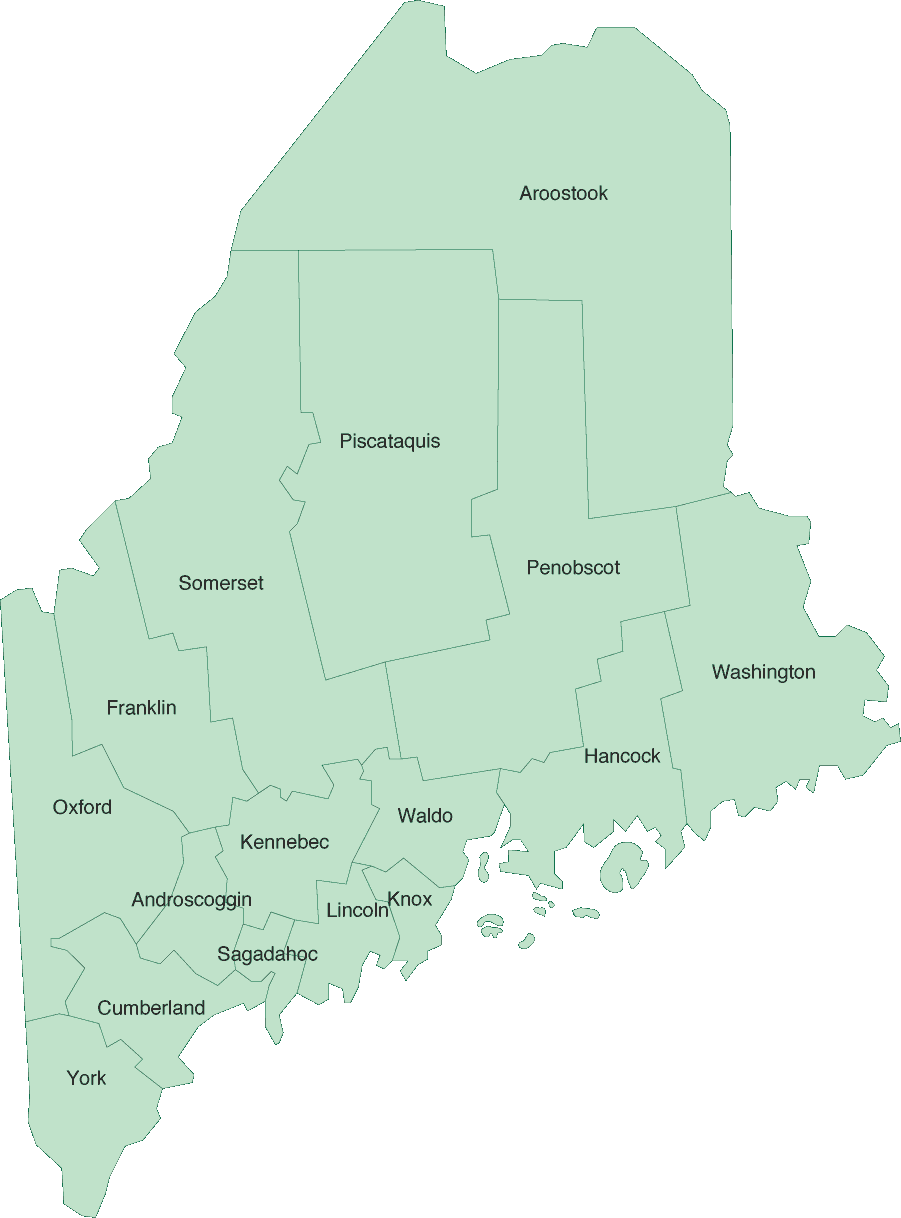 Aroostook
Piscataquis
Penobscot
Somerset
Washington
Franklin
Hancock
Oxford
Waldo
Kennebec
Androscoggin
Knox
Lincoln
Sagadahoc
Cumberland
York